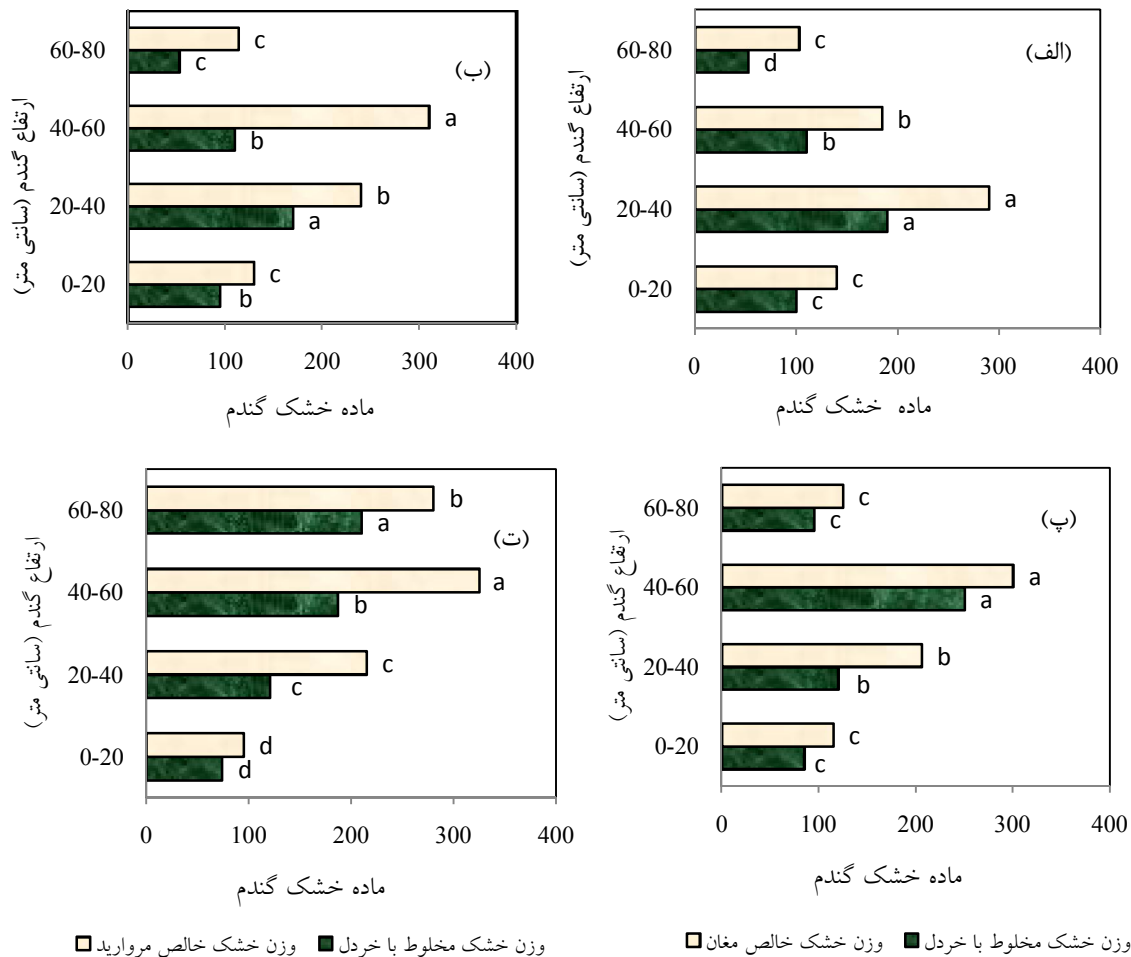 (الف)
ارتفاع گندم (سانتی متر)
60-80
c
d
40-60
b
b
20-40
a
a
0-20
c
c
0 100 200 300 400
ماده خشک گندم
(ب)
ارتفاع گندم (سانتی متر)
60-80
c
c
40-60
a
b
20-40
b
a
0-20
c
b
0 100 200 300 400
ماده خشک گندم
(پ)
ارتفاع گندم (سانتی متر)
60-80
c
c
40-60
a
a
20-40
b
b
0-20
c
c
0 100 200 300 400
ماده خشک گندم
وزن خشک مخلوط با خردل وزن خشک خالص مغان
(ت)
ارتفاع گندم (سانتی متر)
60-80
b
a
40-60
a
b
20-40
c
c
0-20
d
d
0 100 200 300 400
ماده خشک گندم
وزن خشک مخلوط با خردل وزن خشک خالص مروارید